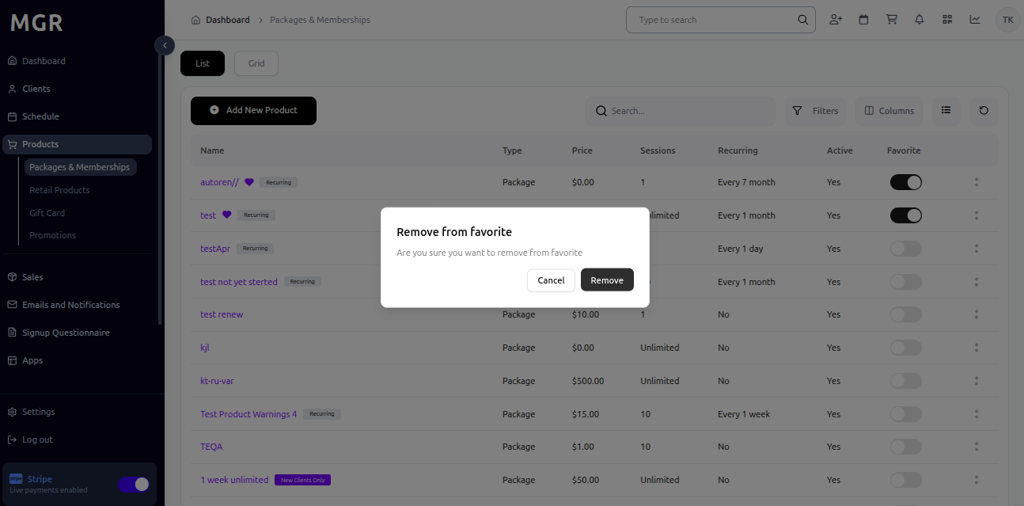 MGR
Dashboard
Clients
Schedule
Products
Packages & Memberships
Retail Products
Gift Card
Promotions
Sales
Emails and Notifications
Signup Questionnaire
Apps
Settings
Log out
Stripe
Live payments enabled
Dashboard > Packages & Memberships
Type to search
TK
List Grid
Add New Product
Search...
Filters
Columns
Name Type Price Sessions Recurring Active Favorite
autoren// Recurring Package $0.00 1 Every 7 month Yes
test Recurring Every 1 month Yes
testApr Recurring Every 1 day Yes
test not yet started Recurring Every 1 month Yes
test renew Package $10.00 1 No Yes
kjl Package $0.00 Unlimited No Yes
kt-ru-var Package $500.00 Unlimited No Yes
Test Product Warnings 4 Recurring Package $15.00 10 Every 1 week Yes
TEQA Package $1.00 10 No Yes
1 week unlimited New Clients Only Package $50.00 Unlimited No Yes
Remove from favorite
Are you sure you want to remove from favorite
Cancel Remove